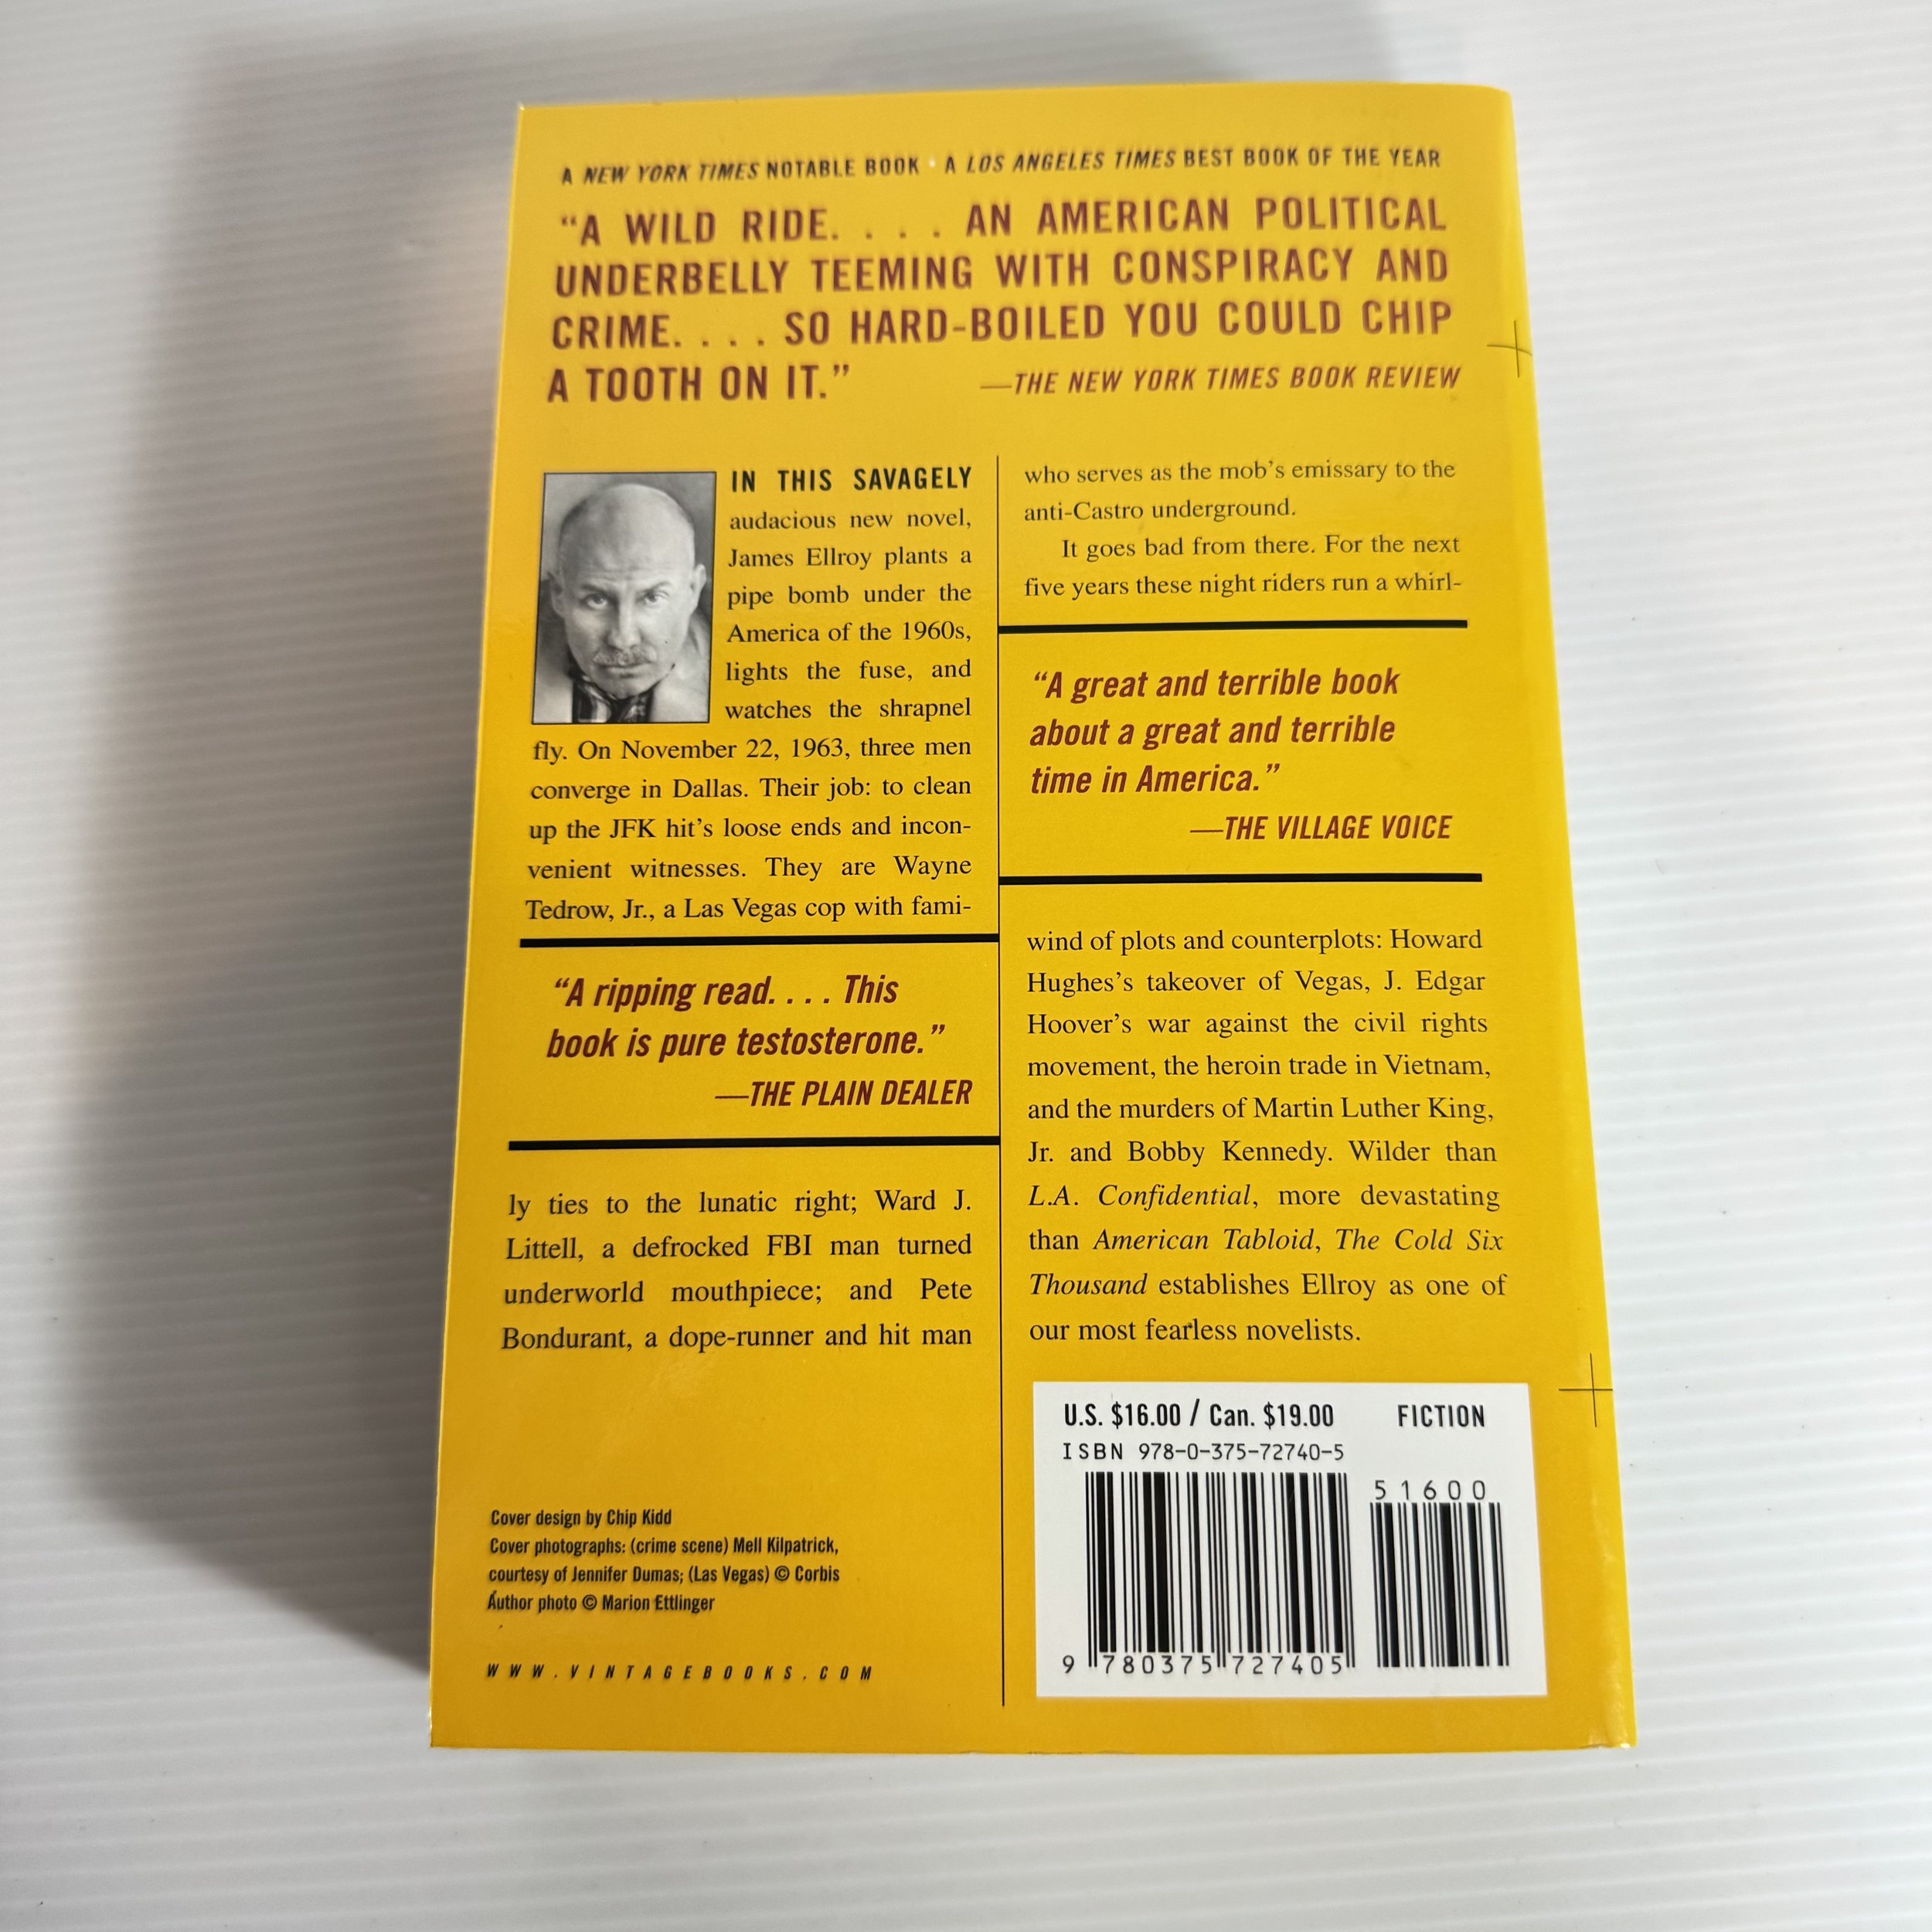 A NEW YORK TIMES NOTABLE BOOK • A LOS ANGELES TIMES BEST BOOK OF THE YEAR
“A WILD RIDE. . . . AN AMERICAN POLITICAL
UNDERBELLY TEEMING WITH CONSPIRACY AND
CRIME. . . . SO HARD-BOILED YOU COULD CHIP
A TOOTH ON IT.” —THE NEW YORK TIMES BOOK REVIEW
IN THIS SAVAGELY
audacious new novel,
James Ellroy plants a
pipe bomb under the
America of the 1960s,
lights the fuse, and
watches the shrapnel
fly. On November 22, 1963, three men
converge in Dallas. Their job: to clean
up the JFK hit’s loose ends and incon-
venient witnesses. They are Wayne
Tedrow, Jr., a Las Vegas cop with fami-
“A ripping read. . . . This
book is pure testosterone.”
—THE PLAIN DEALER
ly ties to the lunatic right; Ward J.
Littell, a defrocked FBI man turned
underworld mouthpiece; and Pete
Bondurant, a dope-runner and hit man
who serves as the mob’s emissary to the
anti-Castro underground.
It goes bad from there. For the next
five years these night riders run a whirl-
“A great and terrible book
about a great and terrible
time in America.”
—THE VILLAGE VOICE
wind of plots and counterplots: Howard
Hughes’s takeover of Vegas, J. Edgar
Hoover’s war against the civil rights
movement, the heroin trade in Vietnam,
and the murders of Martin Luther King,
Jr. and Bobby Kennedy. Wilder than
L.A. Confidential, more devastating
than American Tabloid, The Cold Six
Thousand establishes Ellroy as one of
our most fearless novelists.
Cover design by Chip Kidd
Cover photographs: (crime scene) Mell Kilpatrick,
courtesy of Jennifer Dumas; (Las Vegas) © Corbis
Author photo © Marion Ettlinger
WWW.VINTAGEBOOKS.COM
U.S. $16.00 / Can. $19.00 FICTION
ISBN 978-0-375-72740-5
51600
9 780375 727405